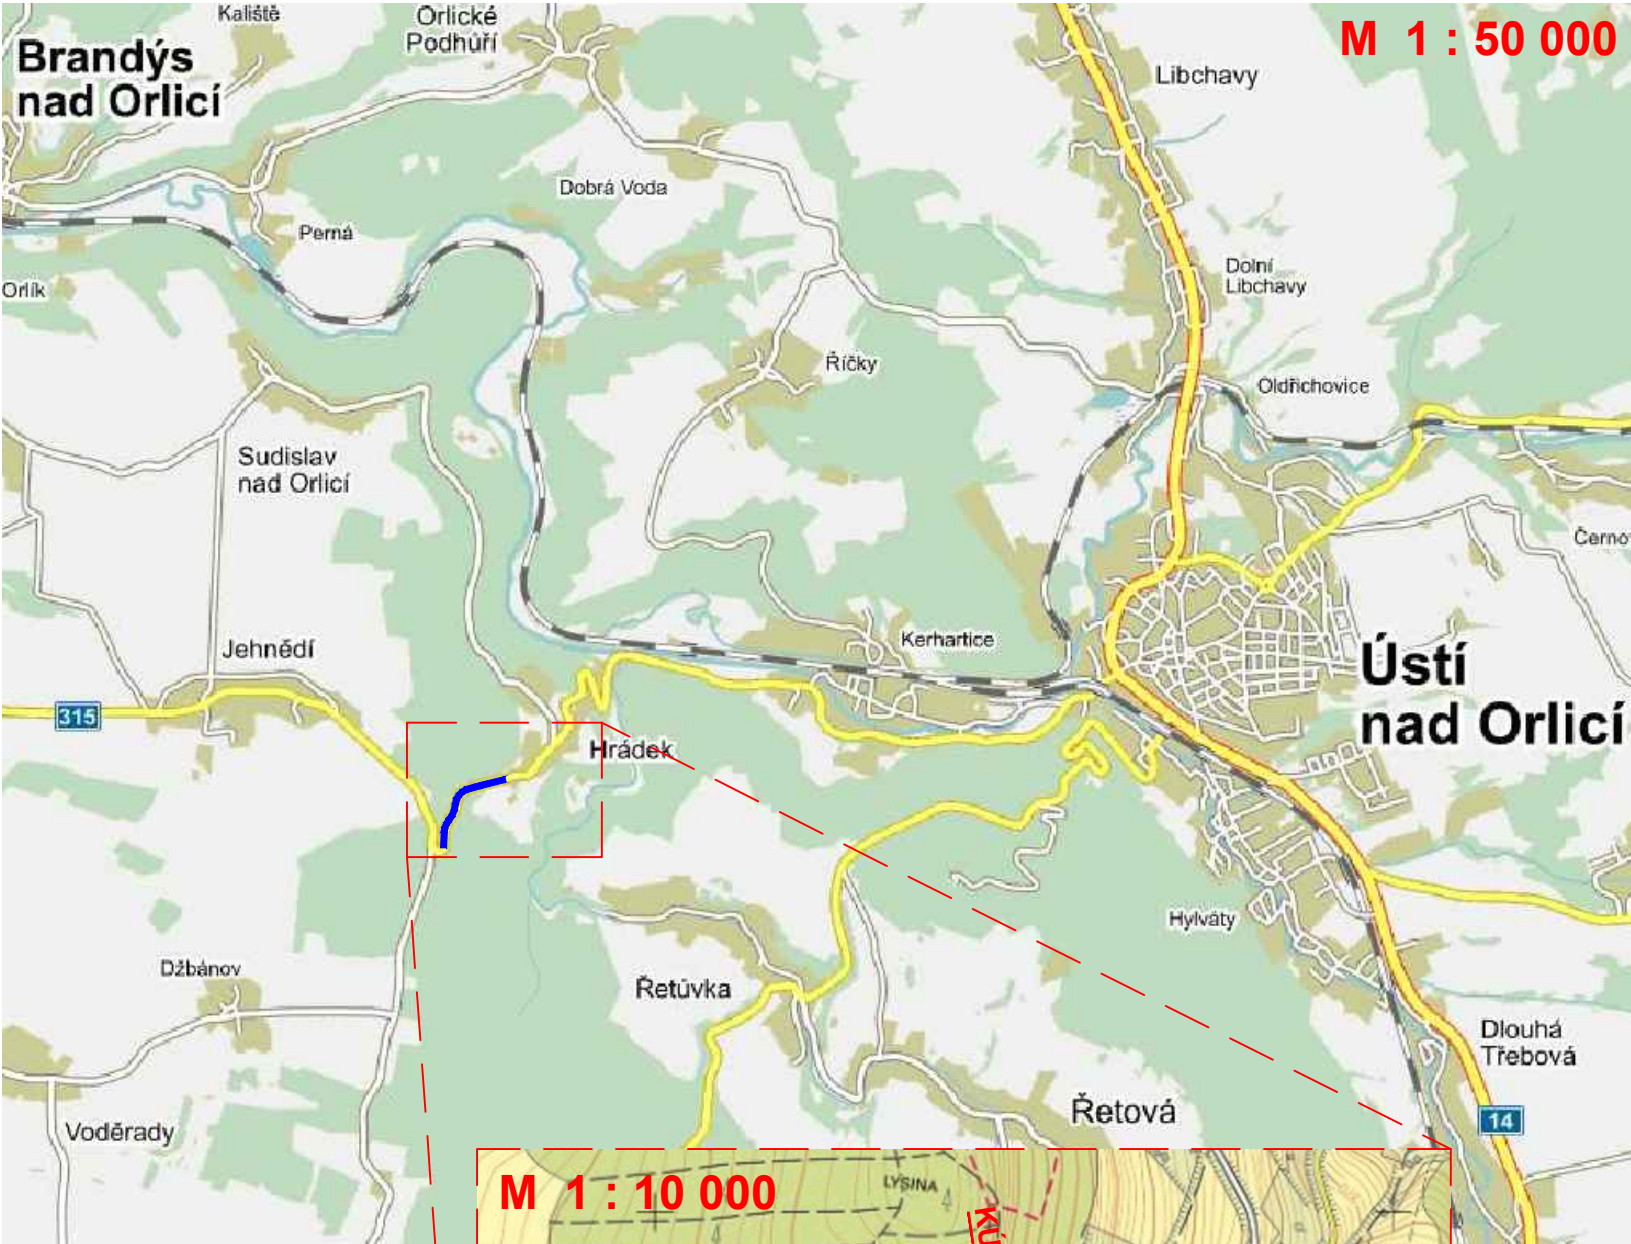 Kaliště
Orlické
Podhůří
M 1 : 50 000
Brandýs
nad Orlicí
Libchavy
Dobrá Voda
Perná
Orlík
Dolní
Libchavy
Říčky
Oldřichovice
Sudislav
nad Orlicí
Černo
Jehnědí
Kerhartice
Ústí
nad Orlicí
315
Hrádek
Hylváty
Džbánov
Řetůvka
Dlouhá
Třebová
Řetová
14
Voděrady
M 1 : 10 000
LYSINA
KÚ